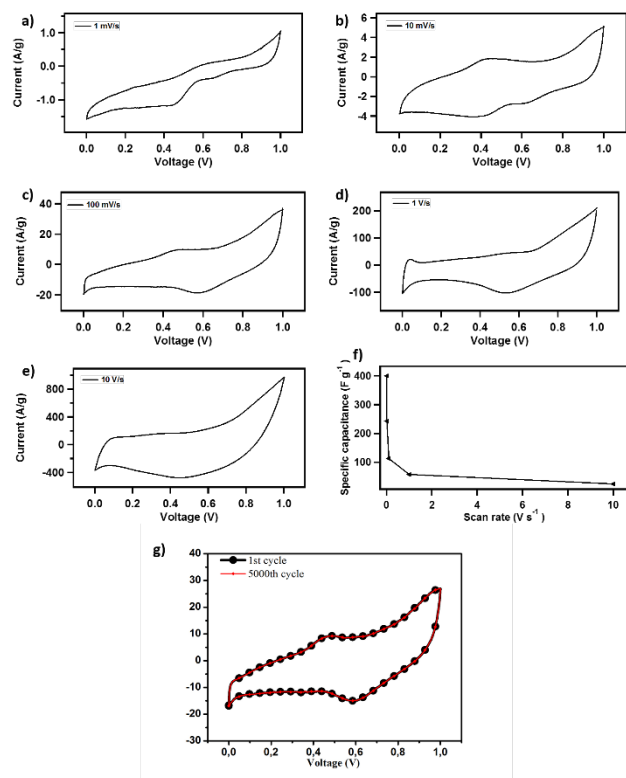 a)
1 mV/s
1.0
0.0
-1.0
Current (A/g)
0.0 0.2 0.4 0.6 0.8 1.0
Voltage (V)
b)
10 mV/s
6
4
2
0
-2
-4
Current (A/g)
0.0 0.2 0.4 0.6 0.8 1.0
Voltage (V)
c)
100 mV/s
40
20
0
-20
Current (A/g)
0.0 0.2 0.4 0.6 0.8 1.0
Voltage (V)
d)
1 V/s
200
100
0
-100
Current (A/g)
0.0 0.2 0.4 0.6 0.8 1.0
Voltage (V)
e)
10 V/s
800
400
0
-400
Current (A/g)
0.0 0.2 0.4 0.6 0.8 1.0
Voltage (V)
f)
400
300
200
100
Specific capacitance (F g⁻¹)
0 2 4 6 8 10
Scan rate (V s⁻¹)
g)
1st cycle
5000th cycle
40
30
20
10
0
-10
-20
-30
0,0 0,2 0,4 0,6 0,8 1,0
Voltage (V)